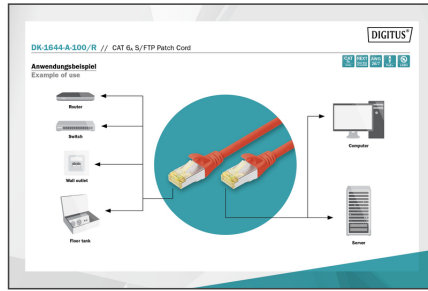 DIGITUS®
DK-1644-A-100/R // CAT 6A S/FTP Patch Cord
Anwendungsbeispiel
Example of use
Router
Switch
Wall outlet
Floor tank
Computer
Server